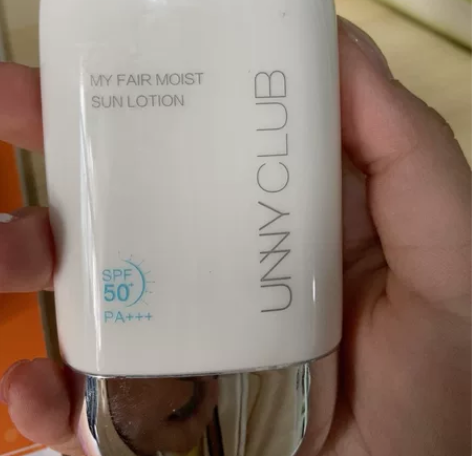 MY FAIR MOIST
SUN LOTION
UNNY CLUB
SPF
50+
PA+++